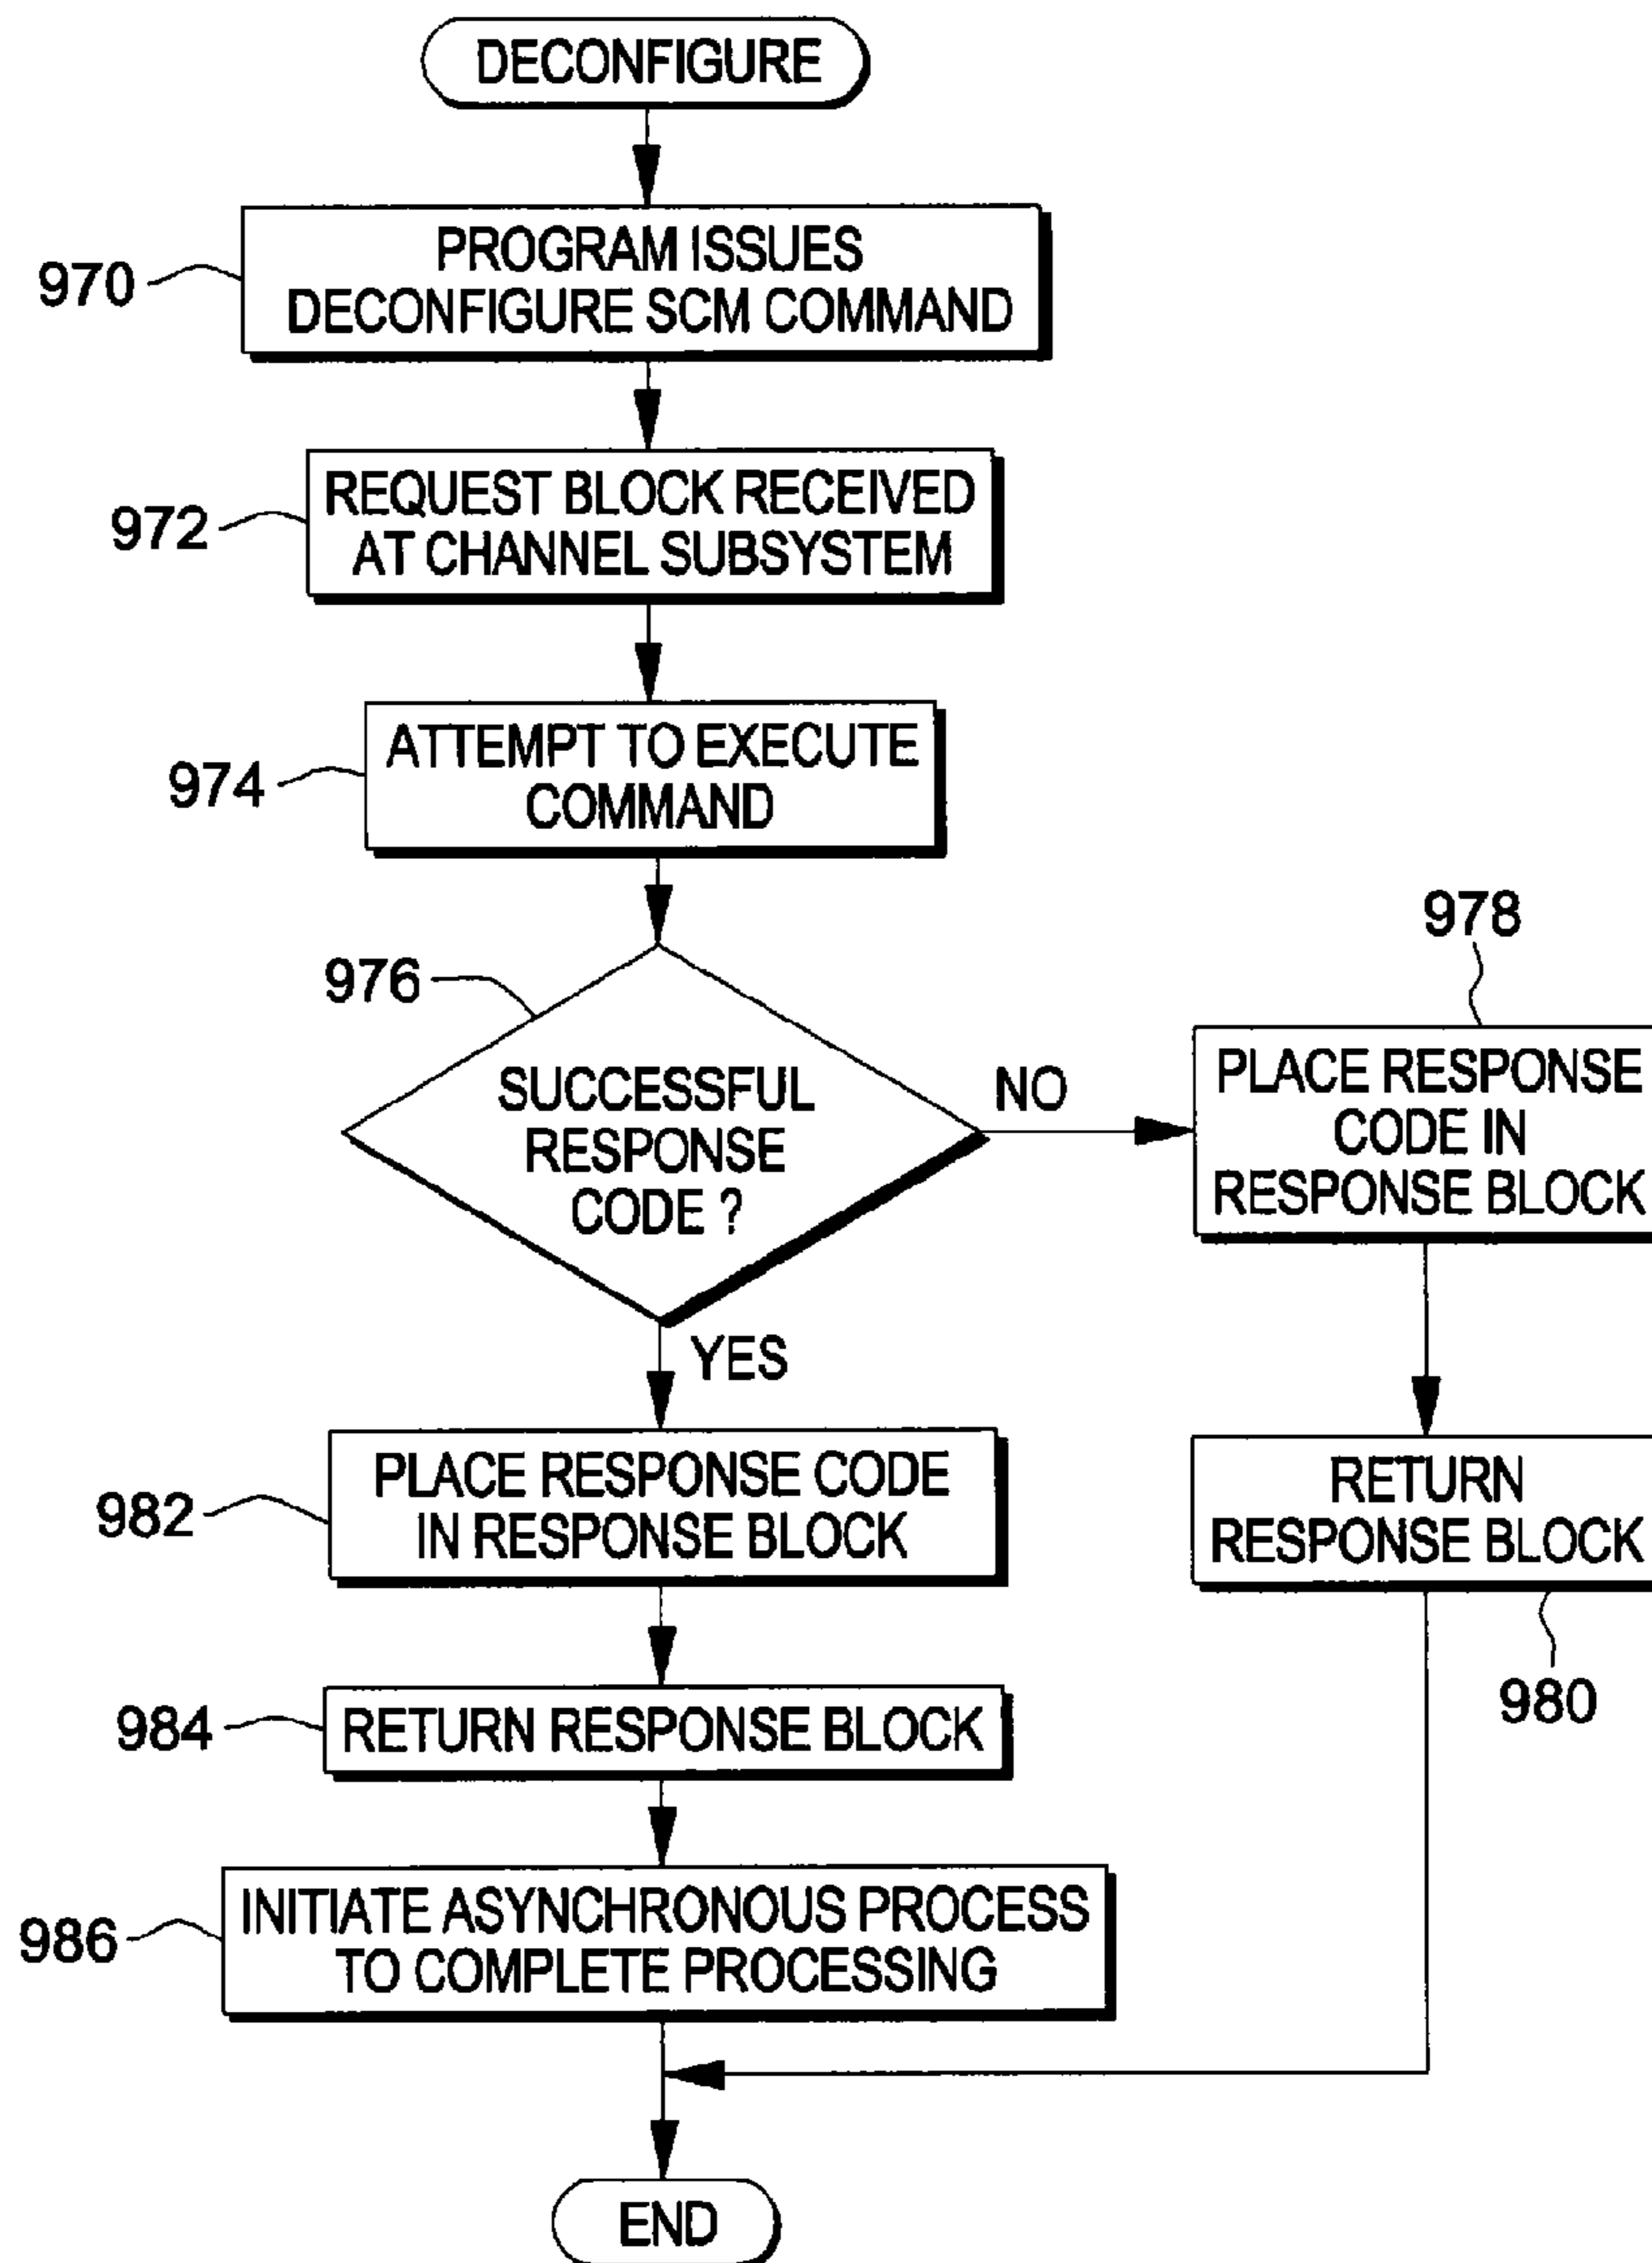 DECONFIGURE
970
PROGRAM ISSUES
DECONFIGURE SCM COMMAND
972
REQUEST BLOCK RECEIVED
AT CHANNEL SUBSYSTEM
974
ATTEMPT TO EXECUTE
COMMAND
976
SUCCESSFUL
RESPONSE
CODE ?
NO
978
PLACE RESPONSE
CODE IN
RESPONSE BLOCK
YES
982
PLACE RESPONSE CODE
IN RESPONSE BLOCK
RETURN
RESPONSE BLOCK
980
984
RETURN RESPONSE BLOCK
986
INITIATE ASYNCHRONOUS PROCESS
TO COMPLETE PROCESSING
END